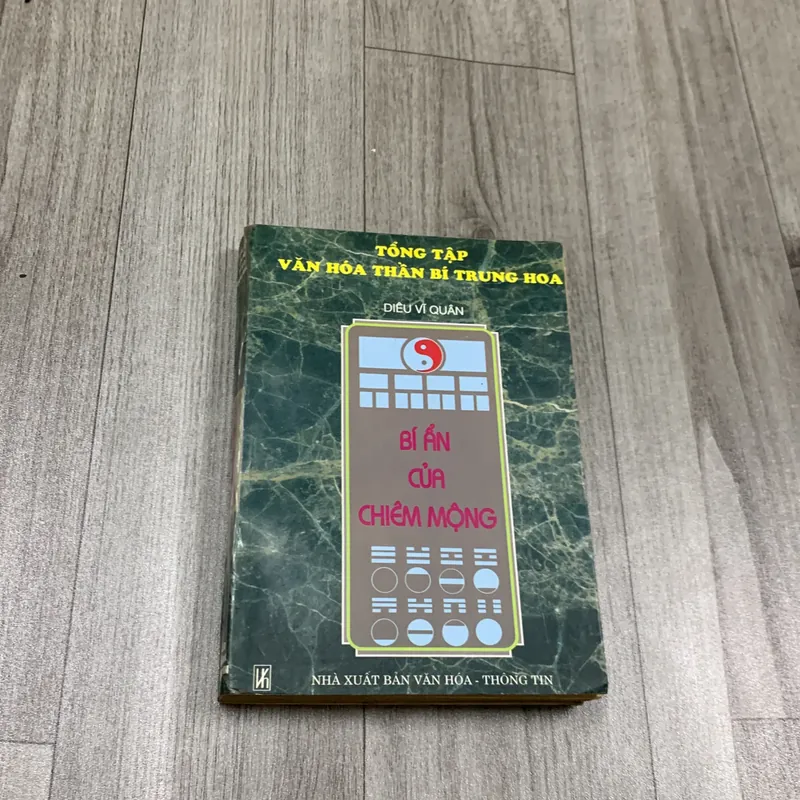 TỔNG TẬP
VĂN HÓA THẦN BÍ TRUNG HOA
DIÊU VĨ QUÂN
BÍ ẨN
CỦA
CHIÊM MỘNG
NHÀ XUẤT BẢN VĂN HÓA - THÔNG TIN